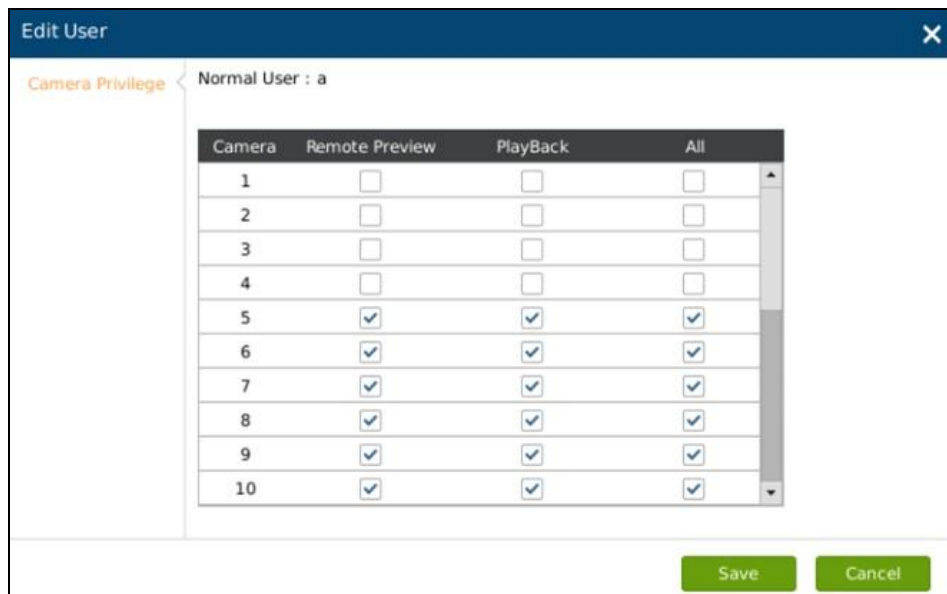 Edit User
Camera Privilege
Normal User : a
Camera Remote Preview PlayBack All
1
2
3
4
5
6
7
8
9
10
Save Cancel